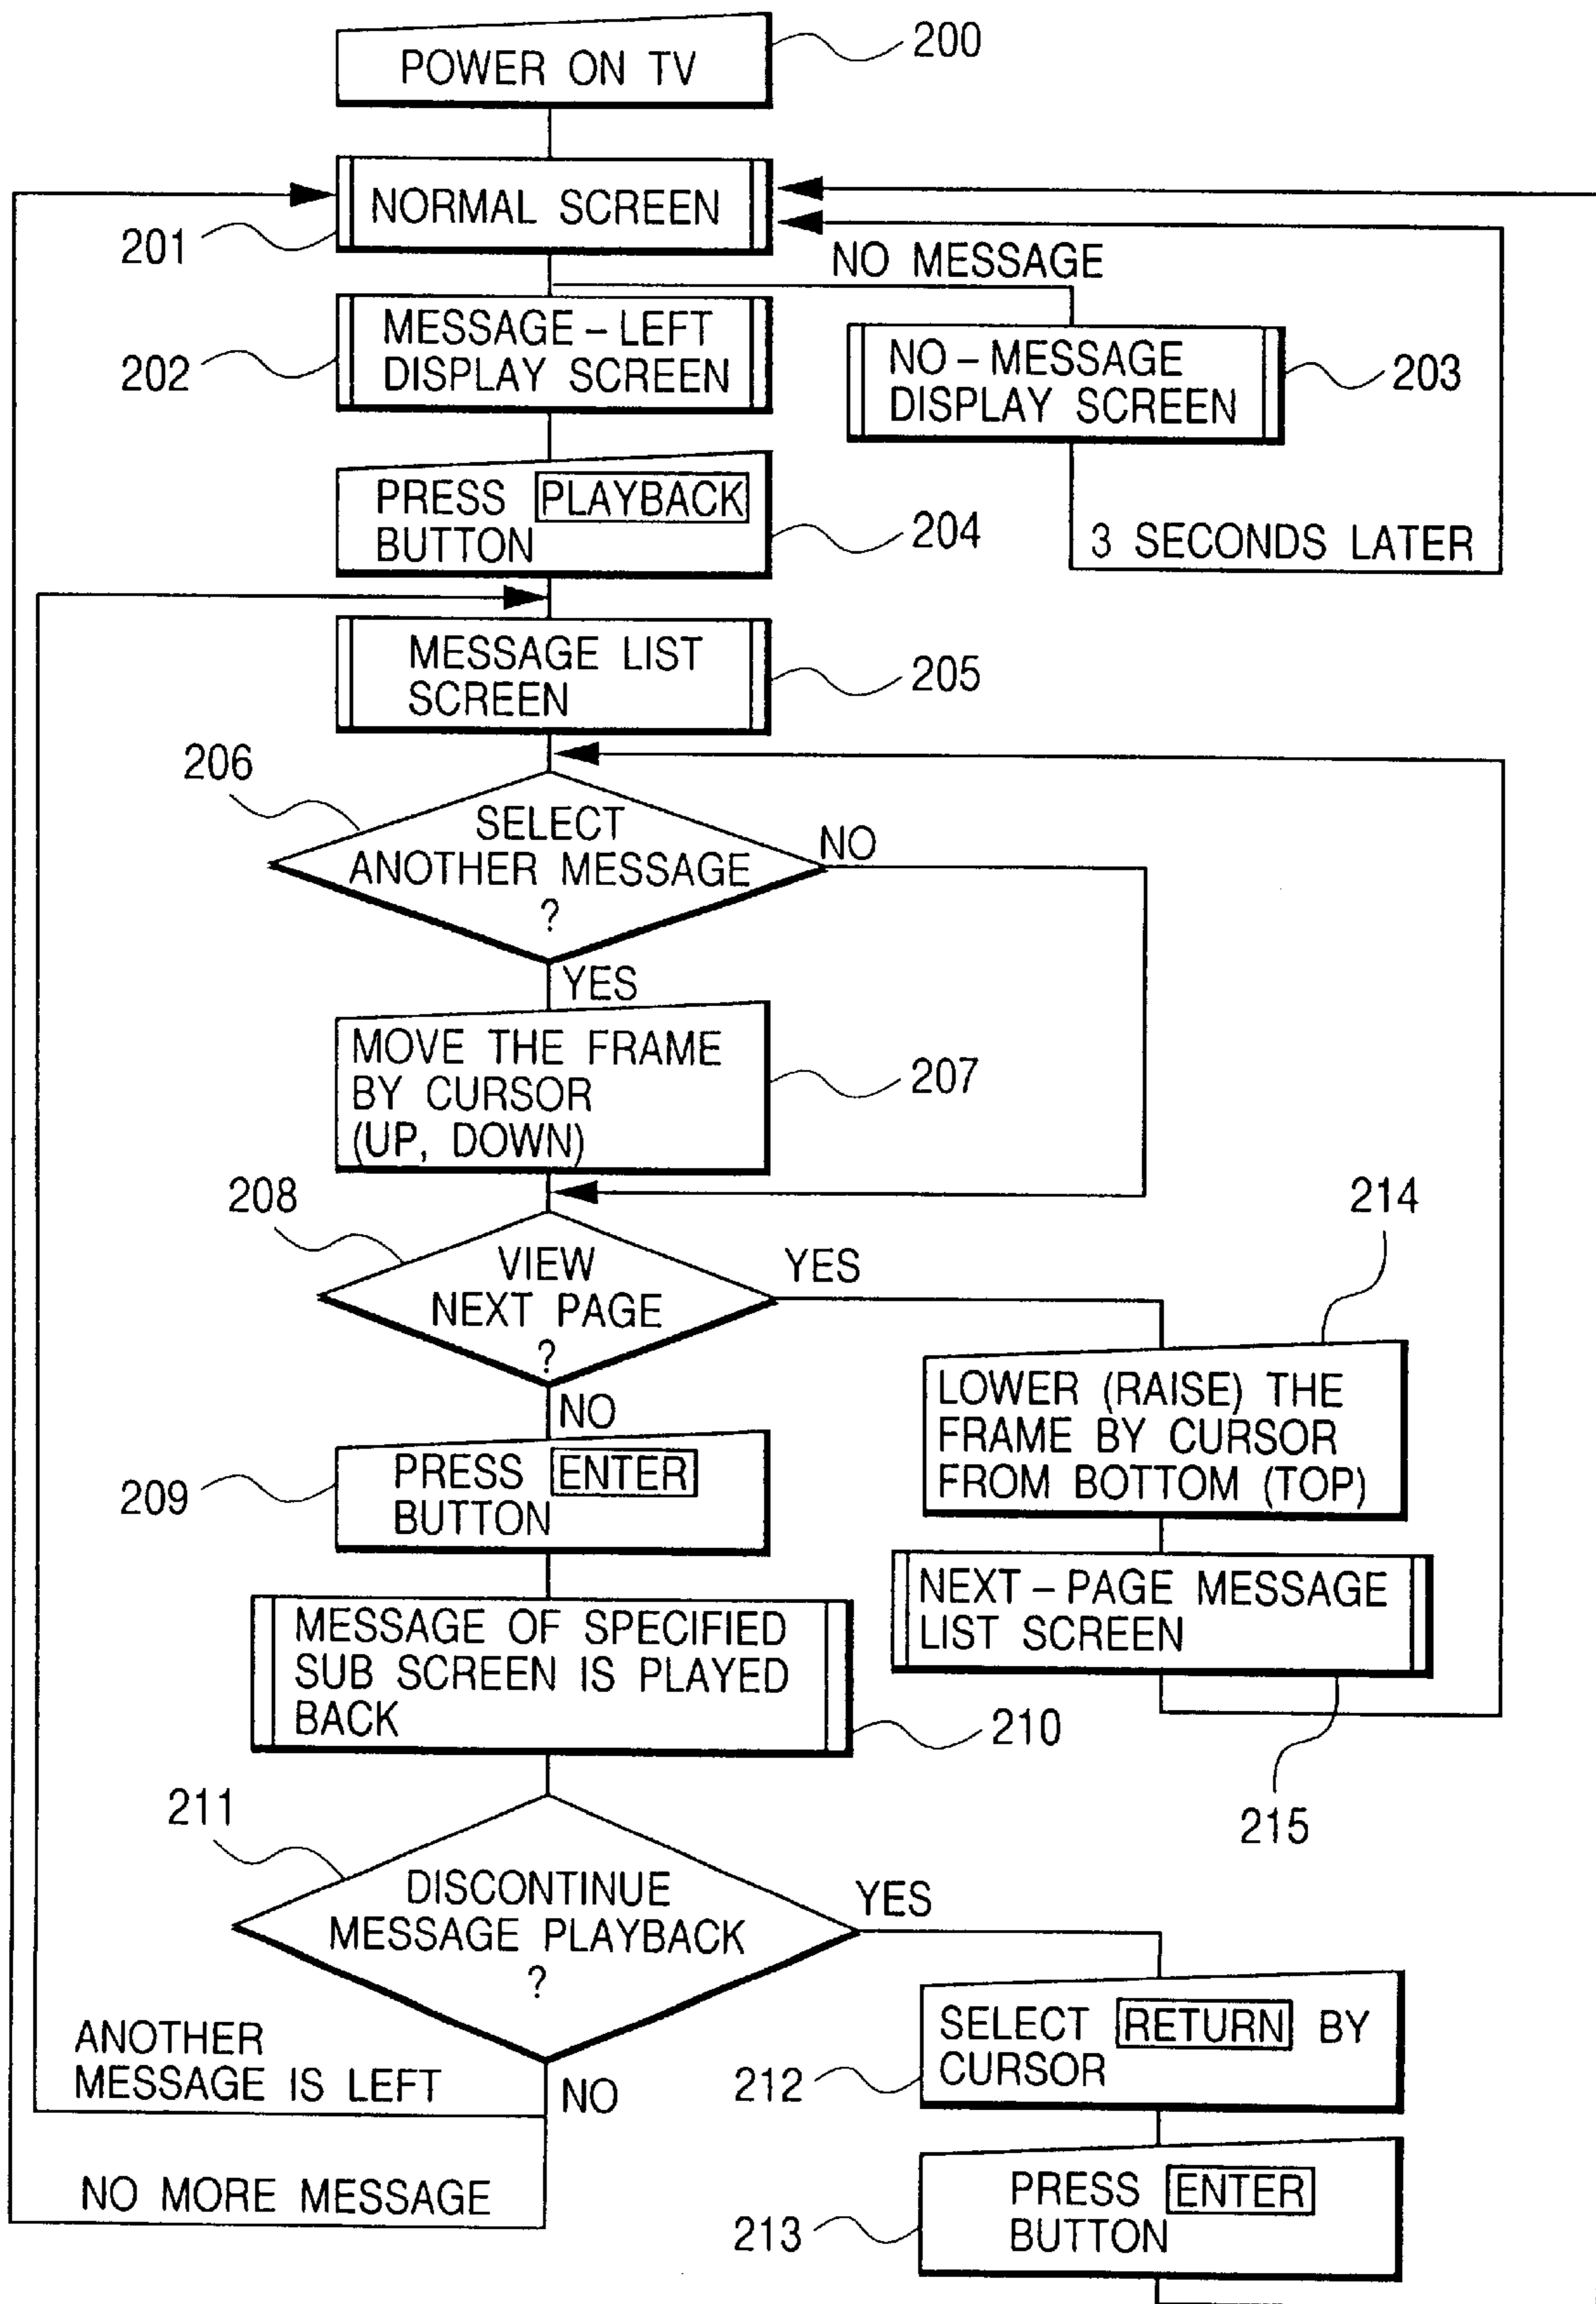 POWER ON TV
200
NORMAL SCREEN
201
NO MESSAGE
MESSAGE-LEFT
DISPLAY SCREEN
202
NO-MESSAGE
DISPLAY SCREEN
203
PRESS PLAYBACK
BUTTON
204
3 SECONDS LATER
MESSAGE LIST
SCREEN
205
206
SELECT
ANOTHER MESSAGE
?
NO
YES
MOVE THE FRAME
BY CURSOR
(UP, DOWN)
207
208
VIEW
NEXT PAGE
?
YES
214
NO
LOWER (RAISE) THE
FRAME BY CURSOR
FROM BOTTOM (TOP)
PRESS ENTER
BUTTON
209
NEXT-PAGE MESSAGE
LIST SCREEN
215
MESSAGE OF SPECIFIED
SUB SCREEN IS PLAYED
BACK
210
211
DISCONTINUE
MESSAGE PLAYBACK
?
YES
NO
ANOTHER
MESSAGE IS LEFT
NO MORE MESSAGE
SELECT RETURN BY
CURSOR
212
PRESS ENTER
BUTTON
213